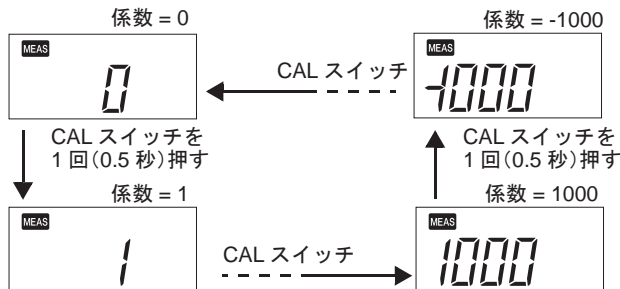 係数 = 0
MEAS
0
係数 = -1000
MEAS
-1000
CAL スイッチ
CAL スイッチを
1 回(0.5 秒)押す
CAL スイッチを
1 回(0.5 秒)押す
係数 = 1
MEAS
1
CAL スイッチ
係数 = 1000
MEAS
1000